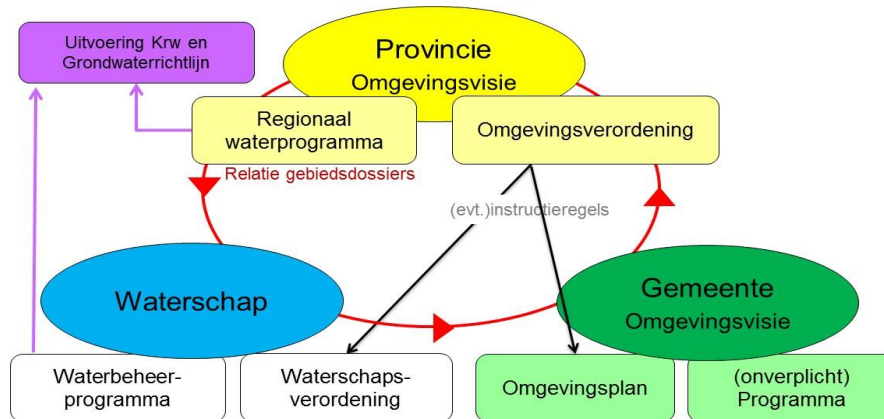 Uitvoering Krw en
Grondwaterrichtlijn
Provincie
Omgevingsvisie
Regionaal
waterprogramma
Omgevingsverordening
Relatie gebiedsdossiers
(evt.)instructieregels
Waterschap
Gemeente
Omgevingsvisie
Waterbeheer-
programma
Waterschaps-
verordening
Omgevingsplan
(onverplicht)
Programma